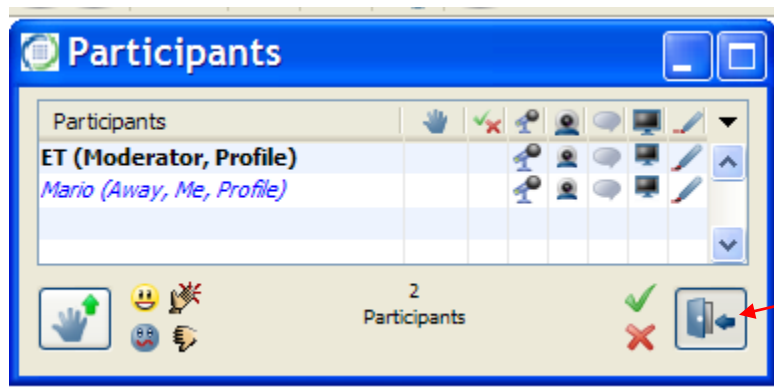 Participants
Participants
ET (Moderator, Profile)
Mario (Away, Me, Profile)
2
Participants